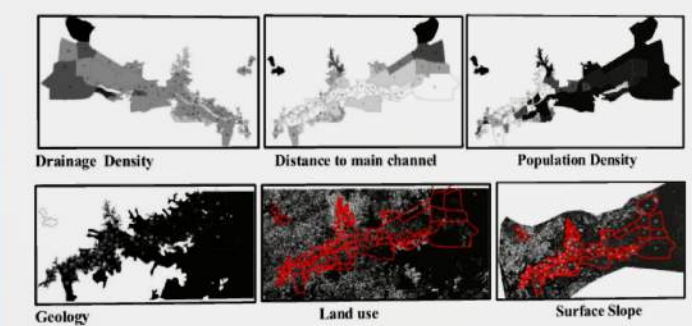 Drainage Density
Distance to main channel
Population Density
Geology
Land use
Surface Slope